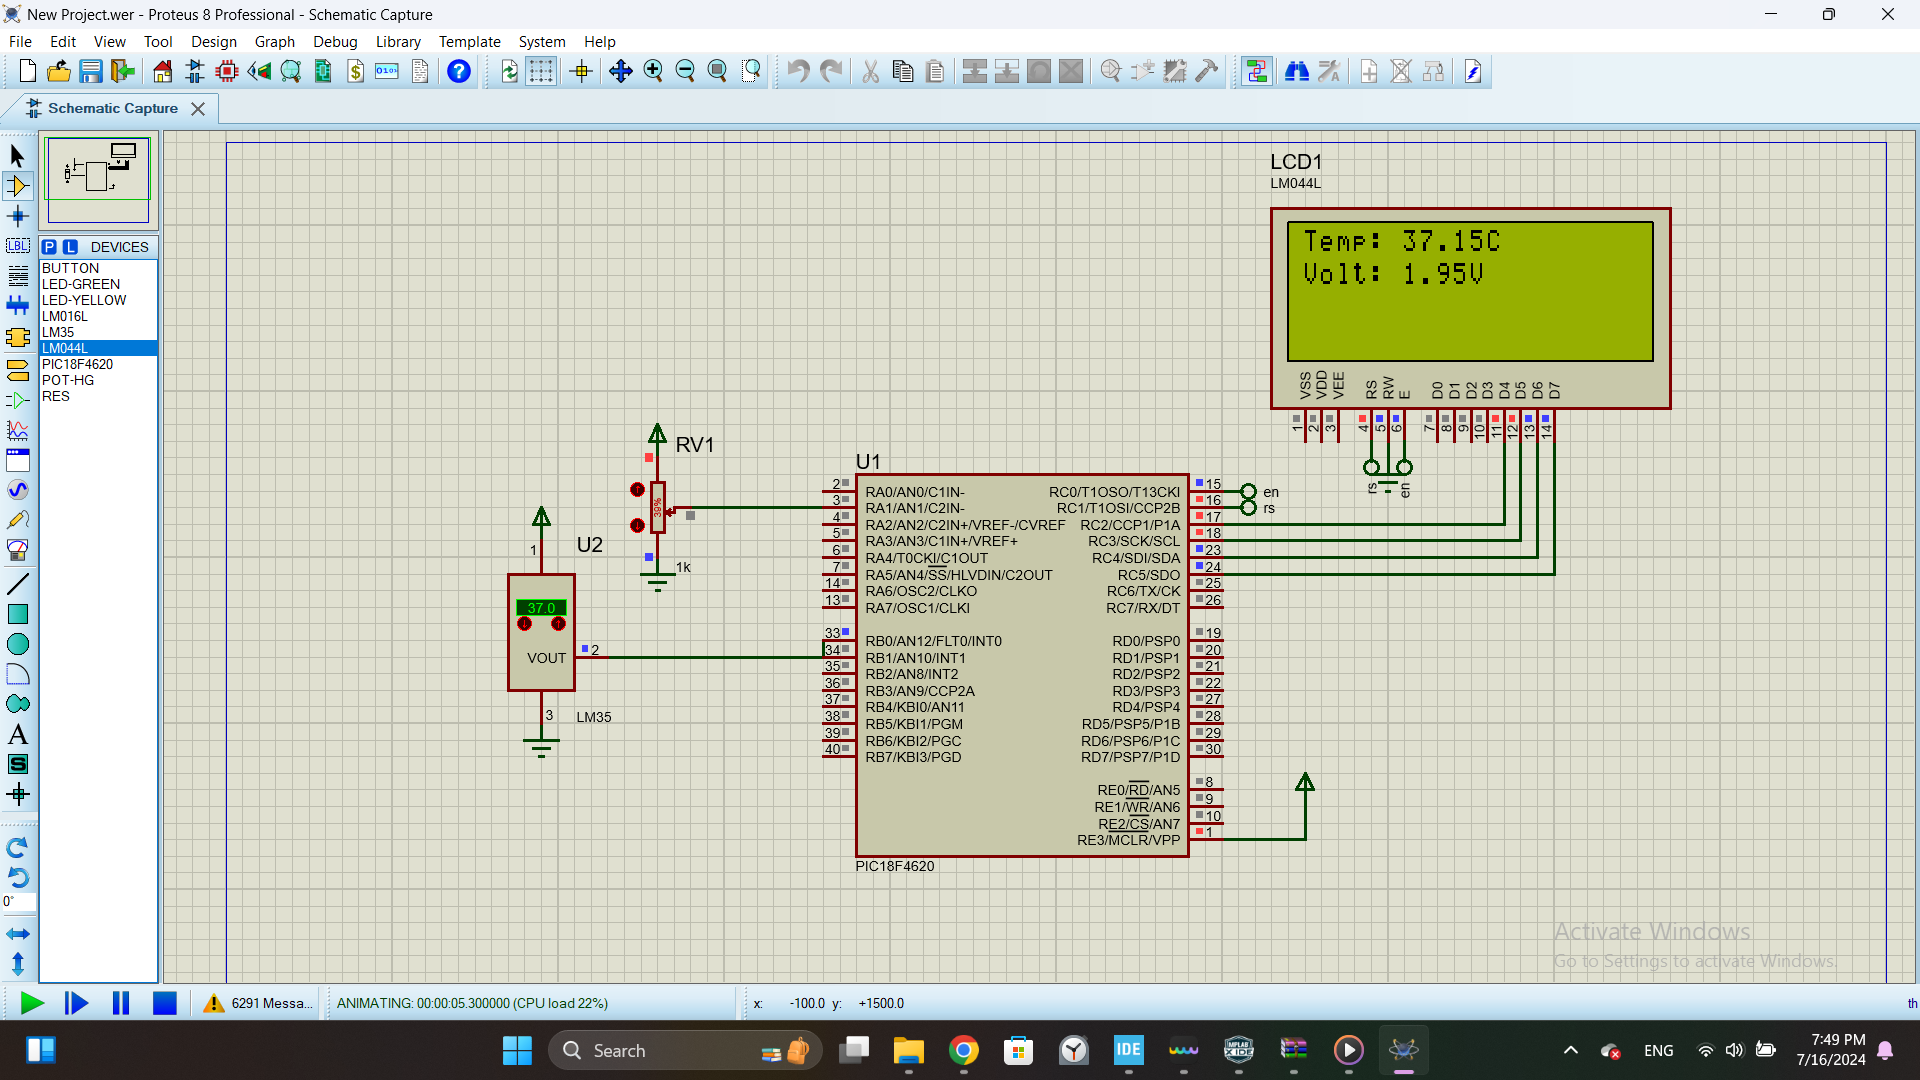 New Project.wer - Proteus 8 Professional - Schematic Capture
File Edit View Tool Design Graph Debug Library Template System Help
Schematic Capture
P L DEVICES
BUTTON
LED-GREEN
LED-YELLOW
LM016L
LM35
LM044L
PIC18F4620
POT-HG
RES
LBL
A
S
0°
LCD1
LM044L
Temp: 37.15C
Volt: 1.95V
VSS VDD VEE RS RW E D0 D1 D2 D3 D4 D5 D6 D7
1 2 3 4 5 6 7 8 9 10 11 12 13 14
rs en
RV1
39%
1k
U2
1
37.0
VOUT 2
3
LM35
U1
2 RA0/AN0/C1IN- RC0/T1OSO/T13CKI 15 en
3 RA1/AN1/C2IN- RC1/T1OSI/CCP2B 16 rs
4 RA2/AN2/C2IN+/VREF-/CVREF RC2/CCP1/P1A 17
5 RA3/AN3/C1IN+/VREF+ RC3/SCK/SCL 18
6 RA4/T0CKI/C1OUT RC4/SDI/SDA 23
7 RA5/AN4/SS/HLVDIN/C2OUT RC5/SDO 24
14 RA6/OSC2/CLKO RC6/TX/CK 25
13 RA7/OSC1/CLKI RC7/RX/DT 26
33 RB0/AN12/FLT0/INT0 RD0/PSP0 19
34 RB1/AN10/INT1 RD1/PSP1 20
35 RB2/AN8/INT2 RD2/PSP2 21
36 RB3/AN9/CCP2A RD3/PSP3 22
37 RB4/KBI0/AN11 RD4/PSP4 27
38 RB5/KBI1/PGM RD5/PSP5/P1B 28
39 RB6/KBI2/PGC RD6/PSP6/P1C 29
40 RB7/KBI3/PGD RD7/PSP7/P1D 30
RE0/RD/AN5 8
RE1/WR/AN6 9
RE2/CS/AN7 10
RE3/MCLR/VPP 1
PIC18F4620
Activate Windows
Go to Settings to activate Windows.
6291 Messa... ANIMATING: 00:00:05.300000 (CPU load 22%) x: -100.0 y: +1500.0 th
Search
IDE
ENG
7:49 PM
7/16/2024